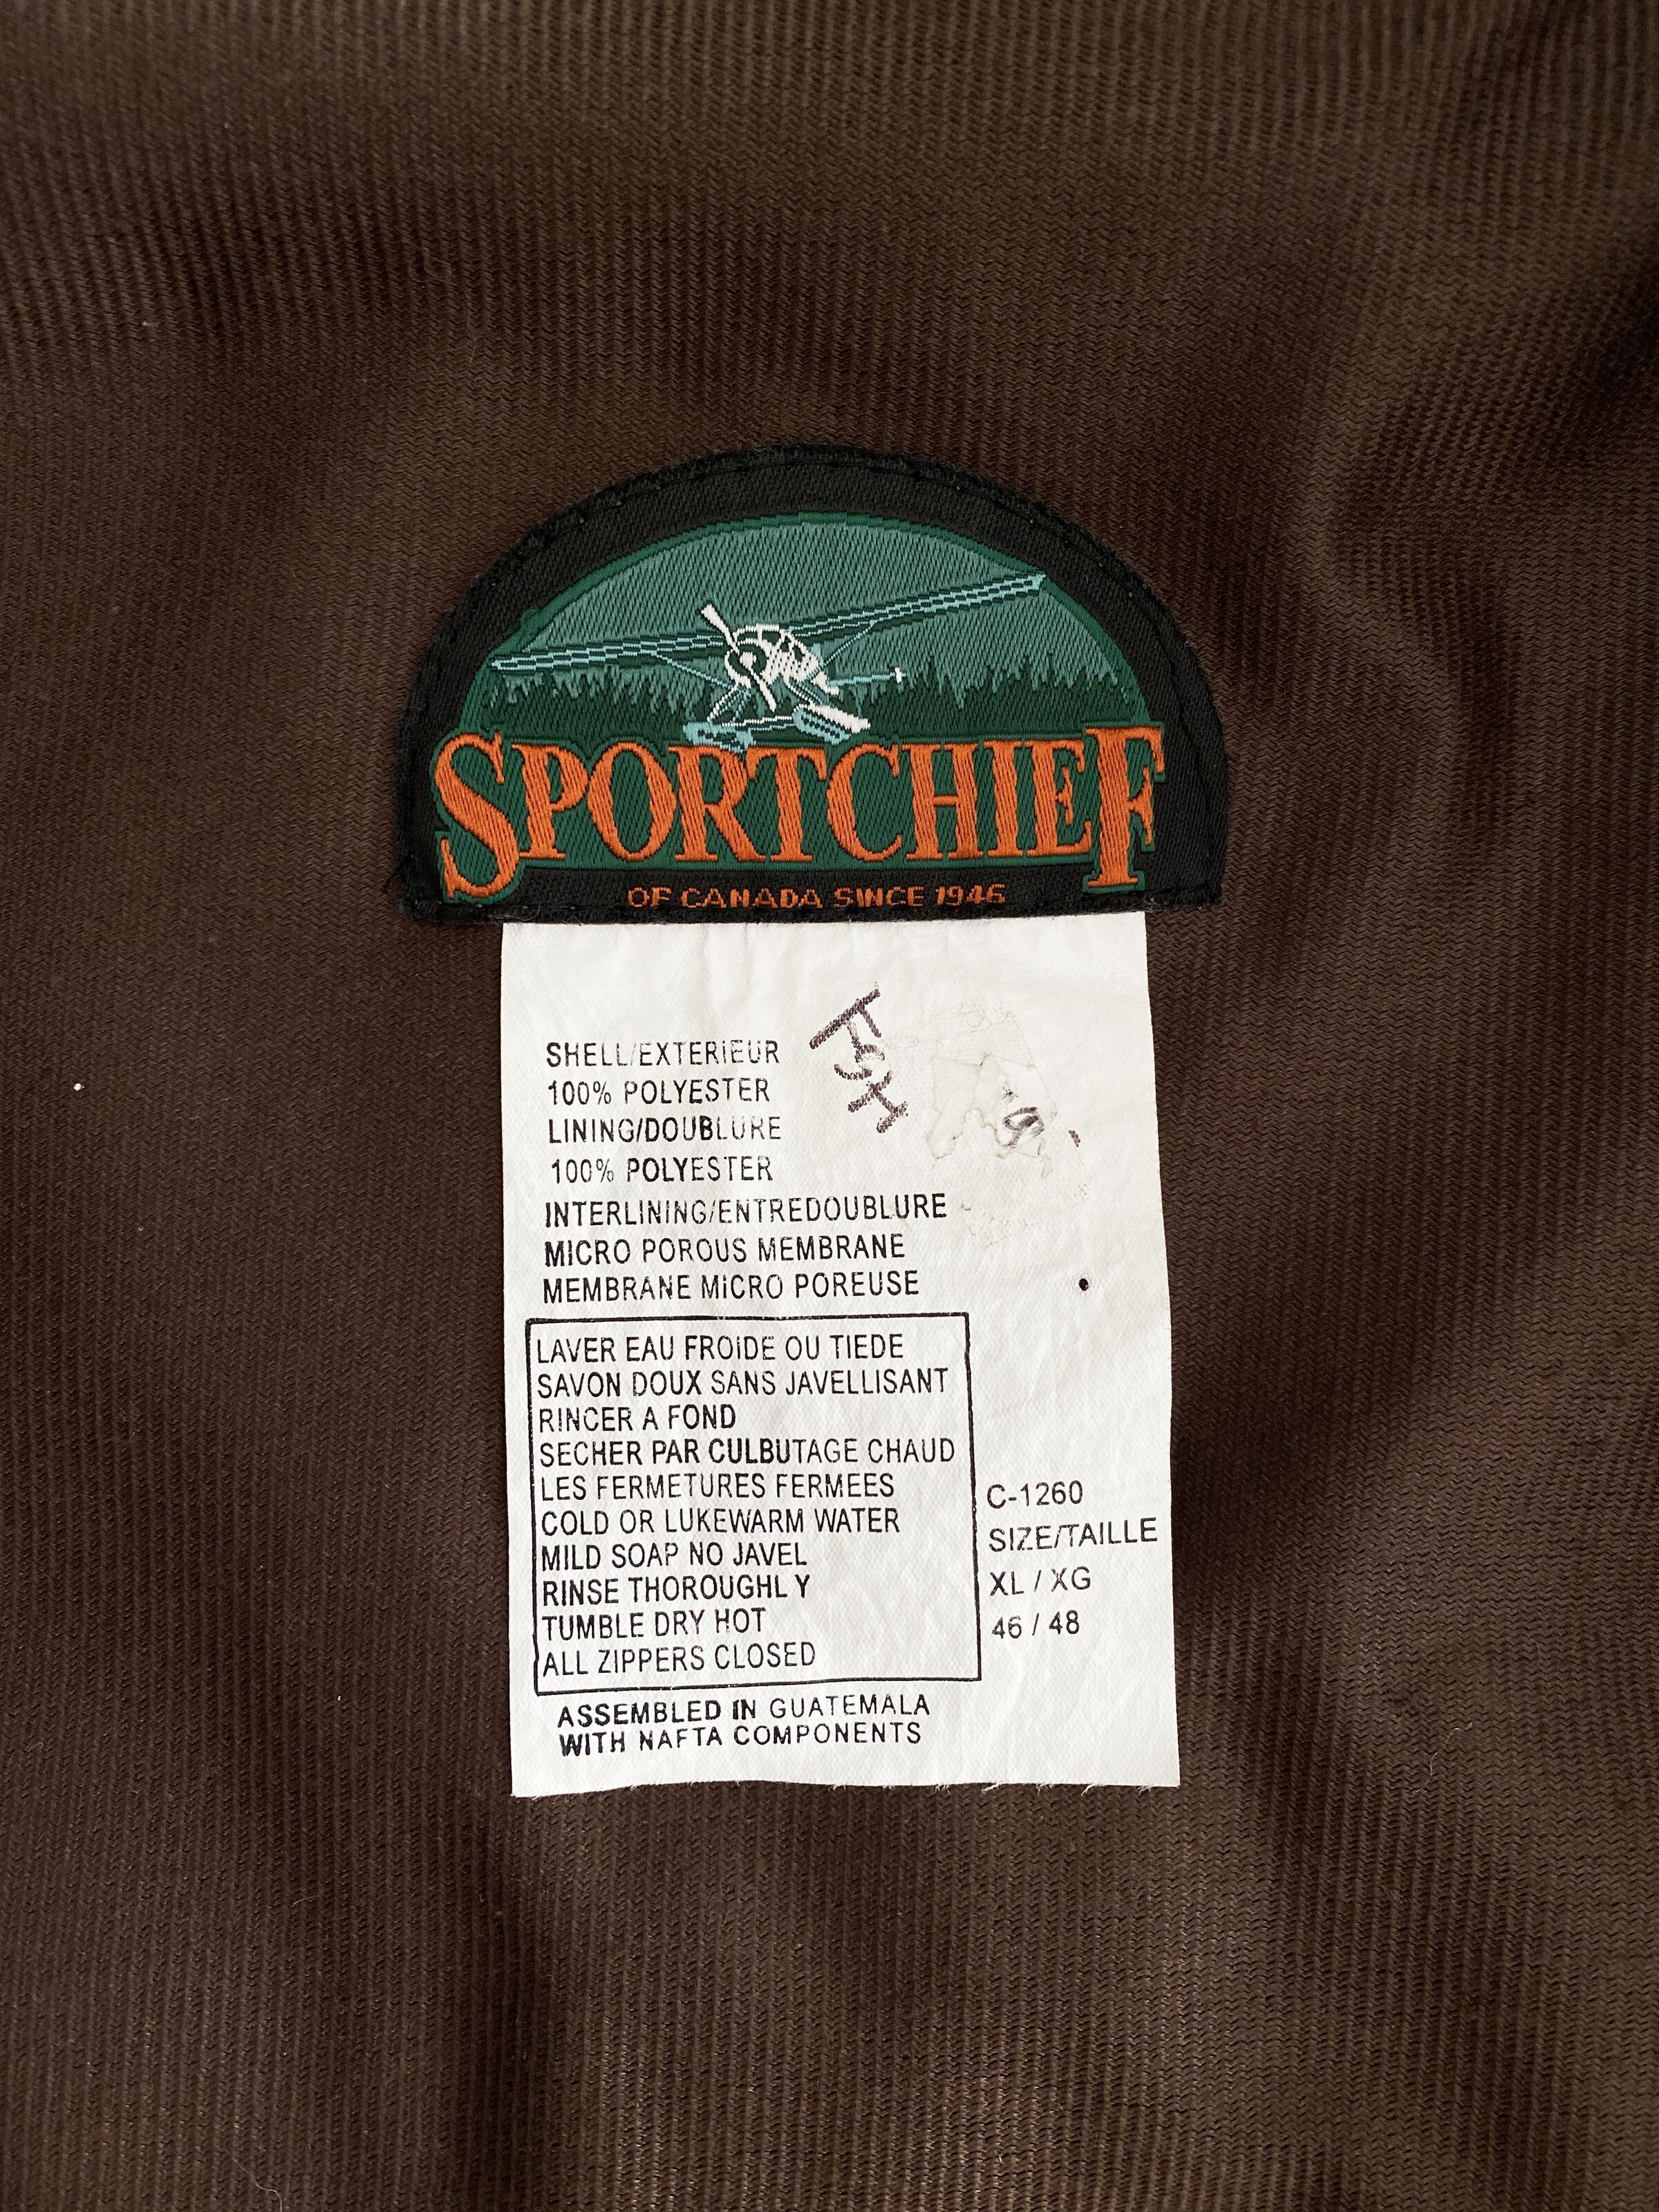 SPORTCHIEF
OF CANADA SINCE 1946
SHELL/EXTERIEUR
100% POLYESTER
LINING/DOUBLURE
100% POLYESTER
INTERLINING/ENTREDOUBLURE
MICRO POROUS MEMBRANE
MEMBRANE MICRO POREUSE
LAVER EAU FROIDE OU TIEDE
SAVON DOUX SANS JAVELLISANT
RINCER A FOND
SECHER PAR CULBUTAGE CHAUD
LES FERMETURES FERMEES
COLD OR LUKEWARM WATER
MILD SOAP NO JAVEL
RINSE THOROUGHLY
TUMBLE DRY HOT
ALL ZIPPERS CLOSED
C-1260
SIZE/TAILLE
XL / XG
46 / 48
ASSEMBLED IN GUATEMALA
WITH NAFTA COMPONENTS